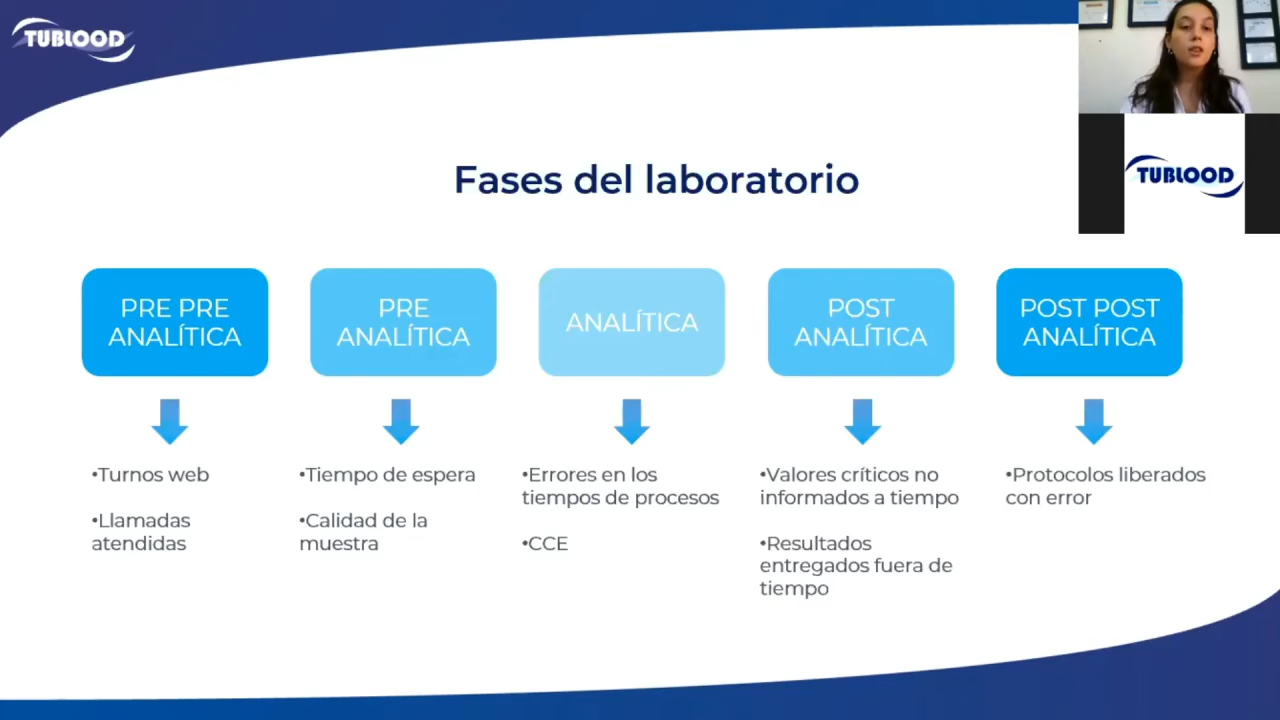 TUBLOOD
TUBLOOD
Fases del laboratorio
PRE PRE
ANALÍTICA
PRE
ANALÍTICA
ANALÍTICA
POST
ANALÍTICA
POST POST
ANALÍTICA
•Turnos web
•Llamadas
atendidas
•Tiempo de espera
•Calidad de la
muestra
•Errores en los
tiempos de procesos
•CCE
•Valores críticos no
informados a tiempo
•Resultados
entregados fuera de
tiempo
•Protocolos liberados
con error